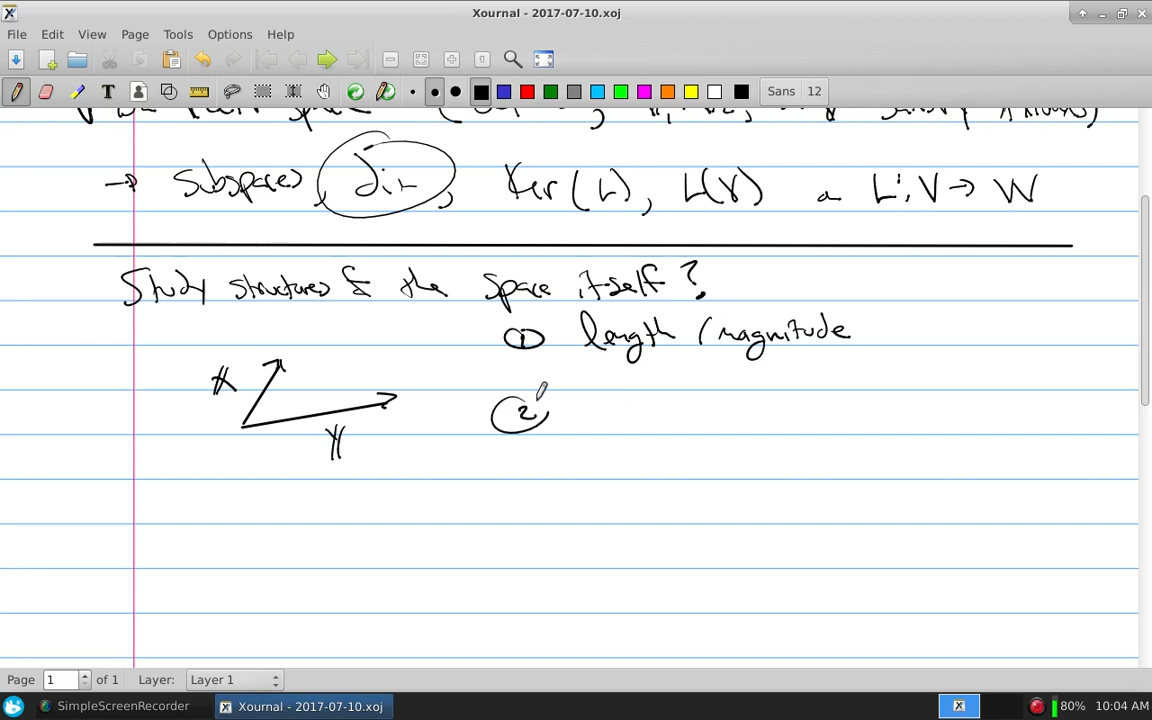 Xournal - 2017-07-10.xoj
File Edit View Page Tools Options Help
Sans 12
→ Subspaces, dim, Ker(L), L(V) L: V → W
Study structures of the space itself?
① length / magnitude
X
②
Y
Page 1 of 1 Layer: Layer 1
SimpleScreenRecorder Xournal - 2017-07-10.xoj 80% 10:04 AM